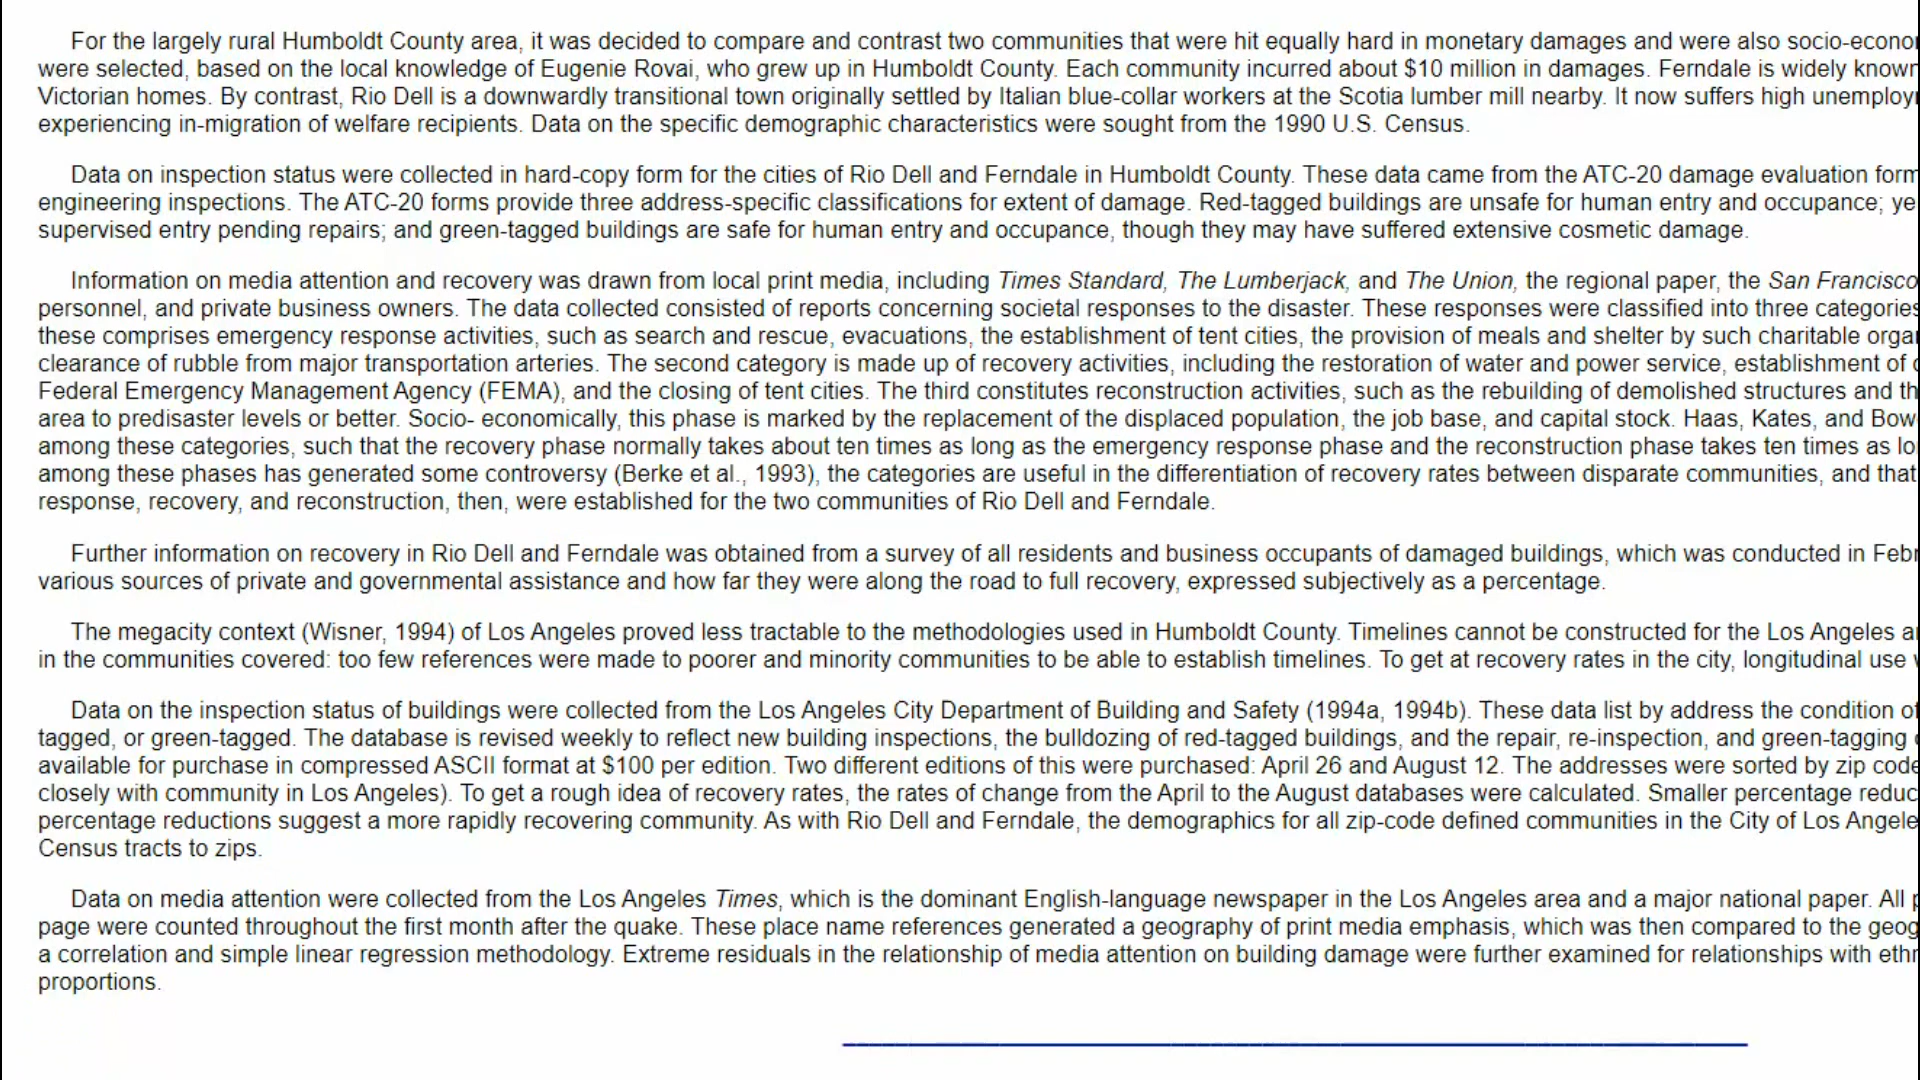 For the largely rural Humboldt County area, it was decided to compare and contrast two communities that were hit equally hard in monetary damages and were also
were selected, based on the local knowledge of Eugenie Rovai, who grew up in Humboldt County. Each community incurred about $10 million in damages. Ferndale is widely known
Victorian homes. By contrast, Rio Dell is a downwardly transitional town originally settled by Italian blue-collar workers at the Scotia lumber mill nearby. It now suffers high
experiencing in-migration of welfare recipients. Data on the specific demographic characteristics were sought from the 1990 U.S. Census.
Data on inspection status were collected in hard-copy form for the cities of Rio Dell and Ferndale in Humboldt County. These data came from the ATC-20 damage evaluation form
engineering inspections. The ATC-20 forms provide three address-specific classifications for extent of damage. Red-tagged buildings are unsafe for human entry and occupance;
supervised entry pending repairs; and green-tagged buildings are safe for human entry and occupance, though they may have suffered extensive cosmetic damage.
Information on media attention and recovery was drawn from local print media, including Times Standard, The Lumberjack, and The Union, the regional paper, the San Francisco
personnel, and private business owners. The data collected consisted of reports concerning societal responses to the disaster. These responses were classified into three categories
these comprises emergency response activities, such as search and rescue, evacuations, the establishment of tent cities, the provision of meals and shelter by such charitable
clearance of rubble from major transportation arteries. The second category is made up of recovery activities, including the restoration of water and power service, establishment of
Federal Emergency Management Agency (FEMA), and the closing of tent cities. The third constitutes reconstruction activities, such as the rebuilding of demolished structures and
area to predisaster levels or better. Socio- economically, this phase is marked by the replacement of the displaced population, the job base, and capital stock. Haas, Kates, and
among these categories, such that the recovery phase normally takes about ten times as long as the emergency response phase and the reconstruction phase takes ten times as
among these phases has generated some controversy (Berke et al., 1993), the categories are useful in the differentiation of recovery rates between disparate communities, and that
response, recovery, and reconstruction, then, were established for the two communities of Rio Dell and Ferndale.
Further information on recovery in Rio Dell and Ferndale was obtained from a survey of all residents and business occupants of damaged buildings, which was conducted in
various sources of private and governmental assistance and how far they were along the road to full recovery, expressed subjectively as a percentage.
The megacity context (Wisner, 1994) of Los Angeles proved less tractable to the methodologies used in Humboldt County. Timelines cannot be constructed for the Los Angeles
in the communities covered: too few references were made to poorer and minority communities to be able to establish timelines. To get at recovery rates in the city, longitudinal use
Data on the inspection status of buildings were collected from the Los Angeles City Department of Building and Safety (1994a, 1994b). These data list by address the condition of
tagged, or green-tagged. The database is revised weekly to reflect new building inspections, the bulldozing of red-tagged buildings, and the repair, re-inspection, and green-tagging
available for purchase in compressed ASCII format at $100 per edition. Two different editions of this were purchased: April 26 and August 12. The addresses were sorted by zip code
closely with community in Los Angeles). To get a rough idea of recovery rates, the rates of change from the April to the August databases were calculated. Smaller percentage
percentage reductions suggest a more rapidly recovering community. As with Rio Dell and Ferndale, the demographics for all zip-code defined communities in the City of Los
Census tracts to zips.
Data on media attention were collected from the Los Angeles Times, which is the dominant English-language newspaper in the Los Angeles area and a major national paper. All
page were counted throughout the first month after the quake. These place name references generated a geography of print media emphasis, which was then compared to the
a correlation and simple linear regression methodology. Extreme residuals in the relationship of media attention on building damage were further examined for relationships with
proportions.